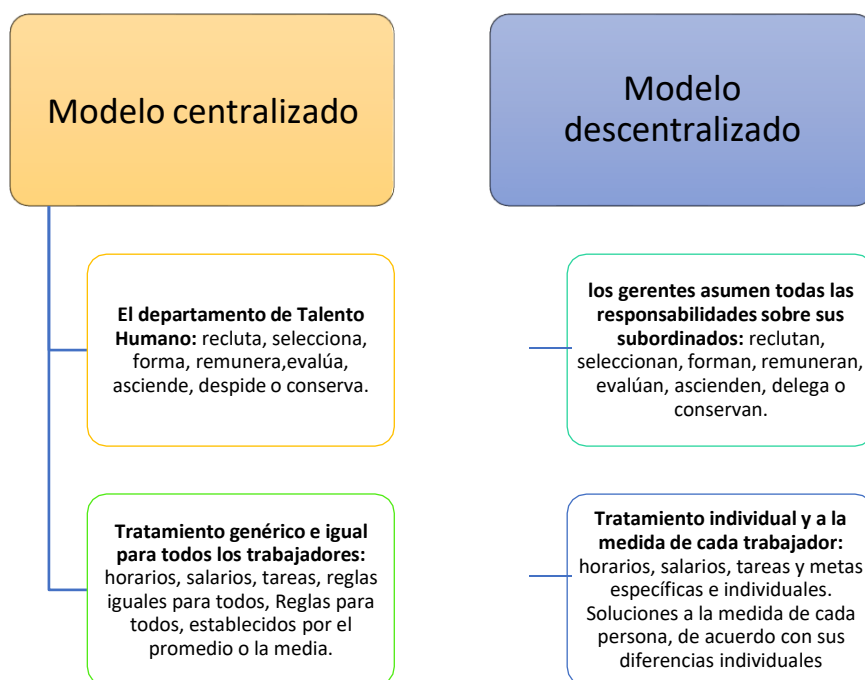 Modelo centralizado
El departamento de Talento
Humano: recluta, selecciona,
forma, remunera,evalúa,
asciende, despide o conserva.
Tratamiento genérico e igual
para todos los trabajadores:
horarios, salarios, tareas, reglas
iguales para todos, Reglas para
todos, establecidos por el
promedio o la media.
Modelo
descentralizado
los gerentes asumen todas las
responsabilidades sobre sus
subordinados: reclutan,
seleccionan, forman, remuneran,
evalúan, ascienden, delega o
conservan.
Tratamiento individual y a la
medida de cada trabajador:
horarios, salarios, tareas y metas
específicas e individuales.
Soluciones a la medida de cada
persona, de acuerdo con sus
diferencias individuales